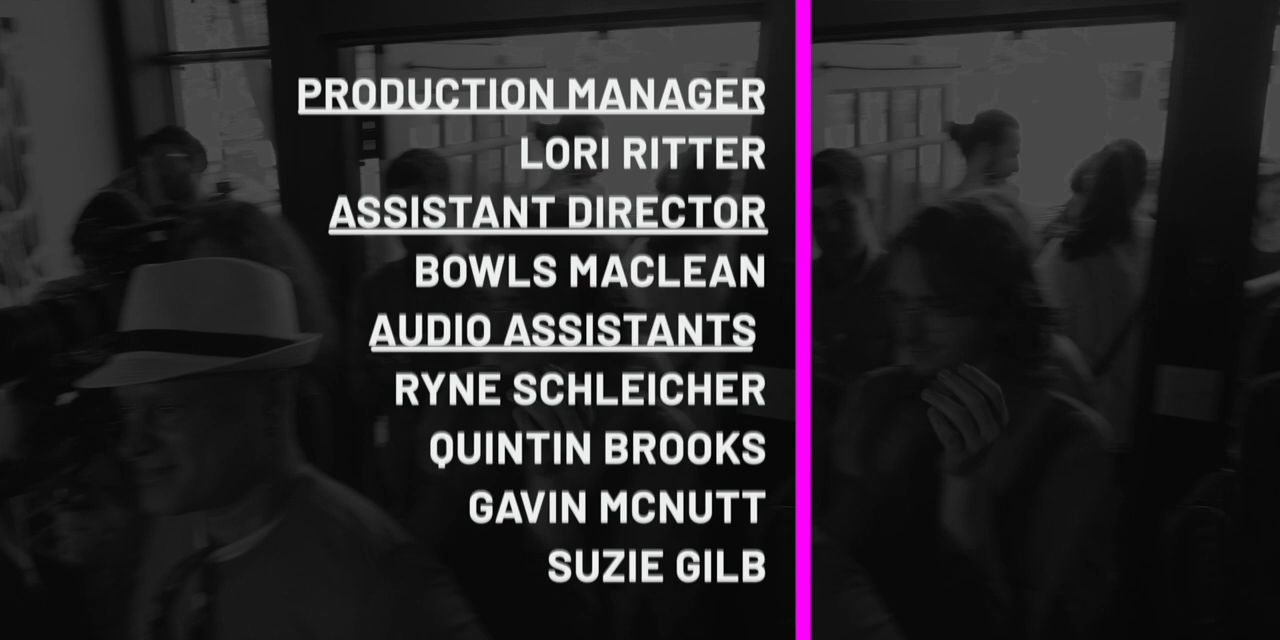 PRODUCTION MANAGER
LORI RITTER
ASSISTANT DIRECTOR
BOWLS MACLEAN
AUDIO ASSISTANTS
RYNE SCHLEICHER
QUINTIN BROOKS
GAVIN MCNUTT
SUZIE GILB